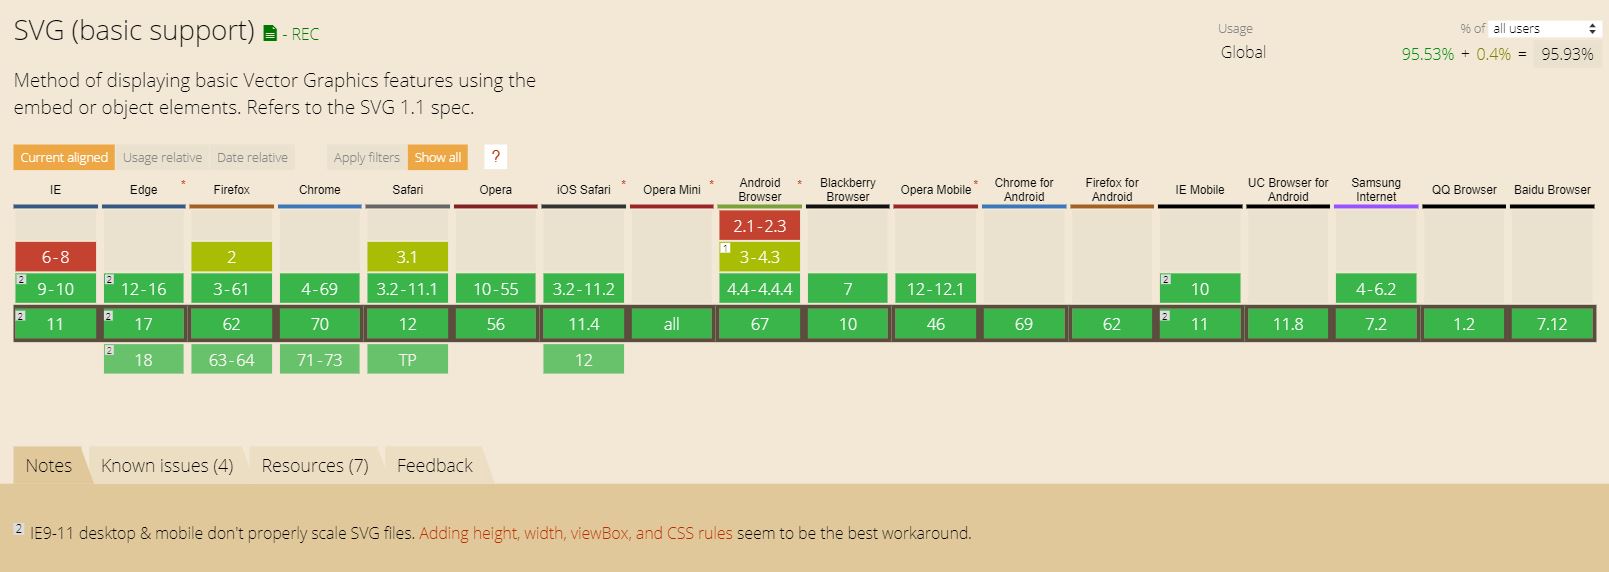 SVG (basic support) - REC
Usage % of all users
Global 95.53% + 0.4% = 95.93%
Method of displaying basic Vector Graphics features using the
embed or object elements. Refers to the SVG 1.1 spec.
Current aligned Usage relative Date relative Apply filters Show all ?
IE Edge * Firefox Chrome Safari Opera iOS Safari * Opera Mini * Android Browser * Blackberry Browser Opera Mobile * Chrome for Android Firefox for Android IE Mobile UC Browser for Android Samsung Internet QQ Browser Baidu Browser
2.1-2.3
6-8 2 3.1 1 3-4.3
2 9-10 2 12-16 3-61 4-69 3.2-11.1 10-55 3.2-11.2 4.4-4.4.4 7 12-12.1 2 10 4-6.2
2 11 2 17 62 70 12 56 11.4 all 67 10 46 69 62 2 11 11.8 7.2 1.2 7.12
2 18 63-64 71-73 TP 12
Notes Known issues (4) Resources (7) Feedback
2 IE9-11 desktop & mobile don't properly scale SVG files. Adding height, width, viewBox, and CSS rules seem to be the best workaround.